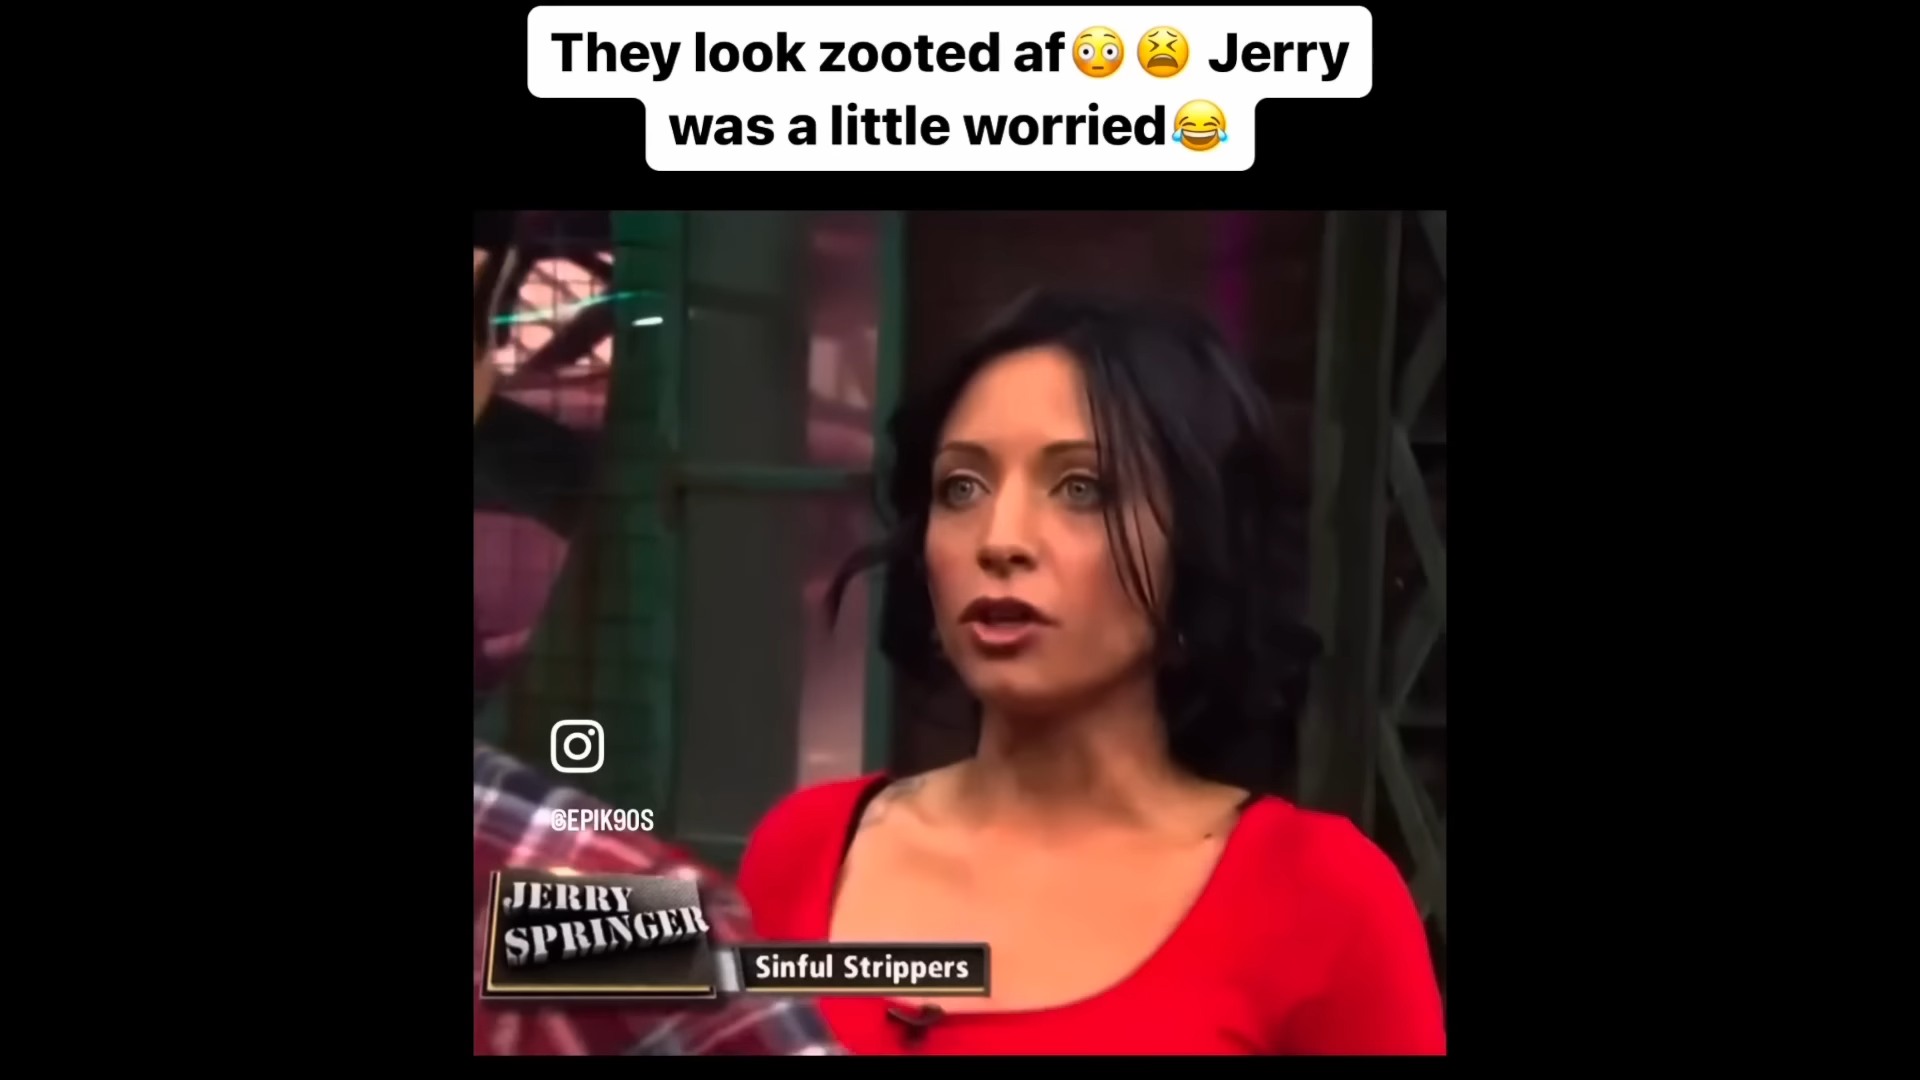 They look zooted af😳😫 Jerry
was a little worried😂
@EPIK90S
JERRY
SPRINGER
Sinful Strippers